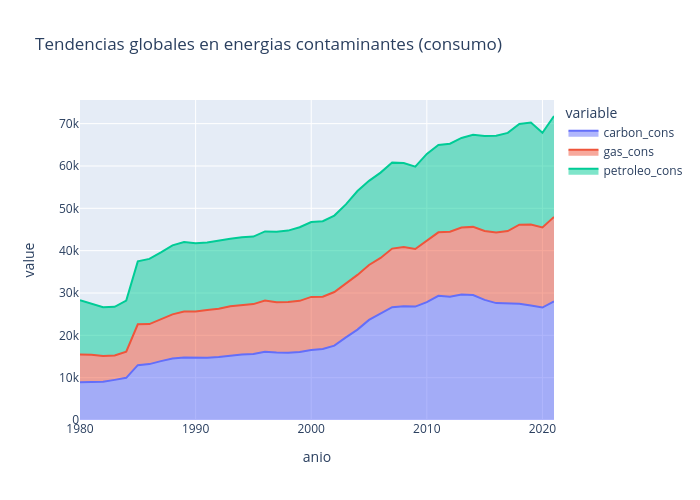 Tendencias globales en energias contaminantes (consumo)
variable
carbon_cons
gas_cons
petroleo_cons
70k
60k
50k
40k
30k
20k
10k
0
value
1980
1990
2000
2010
2020
anio